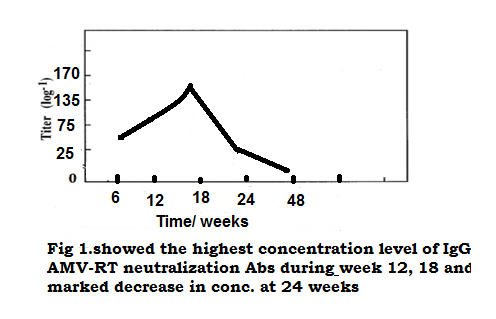 170
135
75
25
0
Titer (log-1)
6 12 18 24 48
Time/ weeks
Fig 1.showed the highest concentration level of IgG
AMV-RT neutralization Abs during_week 12, 18 and
marked decrease in conc. at 24 weeks